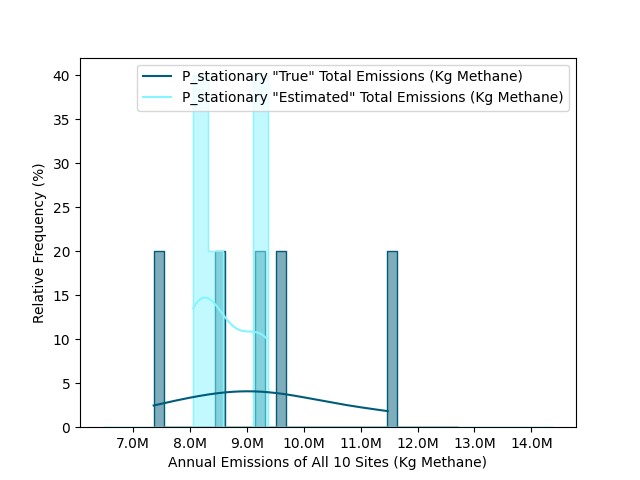 P_stationary "True" Total Emissions (Kg Methane)
P_stationary "Estimated" Total Emissions (Kg Methane)
40
35
30
25
20
15
10
5
0
Relative Frequency (%)
7.0M 8.0M 9.0M 10.0M 11.0M 12.0M 13.0M 14.0M
Annual Emissions of All 10 Sites (Kg Methane)